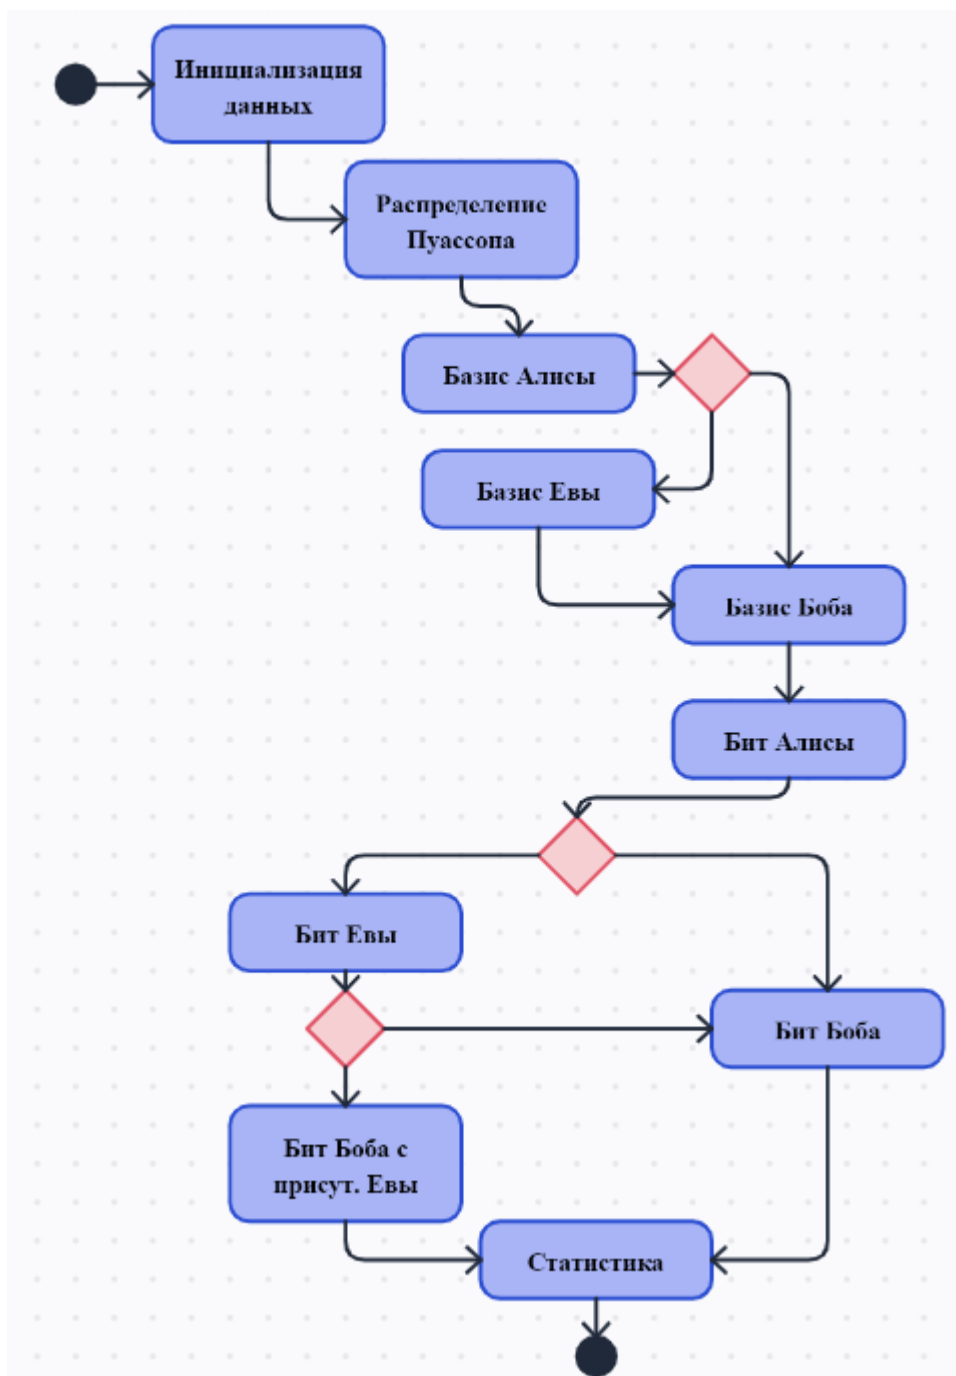 Инициализация
данных
Распределение
Пуассопа
Базис Алисы
Базис Евы
Базис Боба
Бит Алисы
Бит Евы
Бит Боба
Бит Боба с
присут. Евы
Статистика